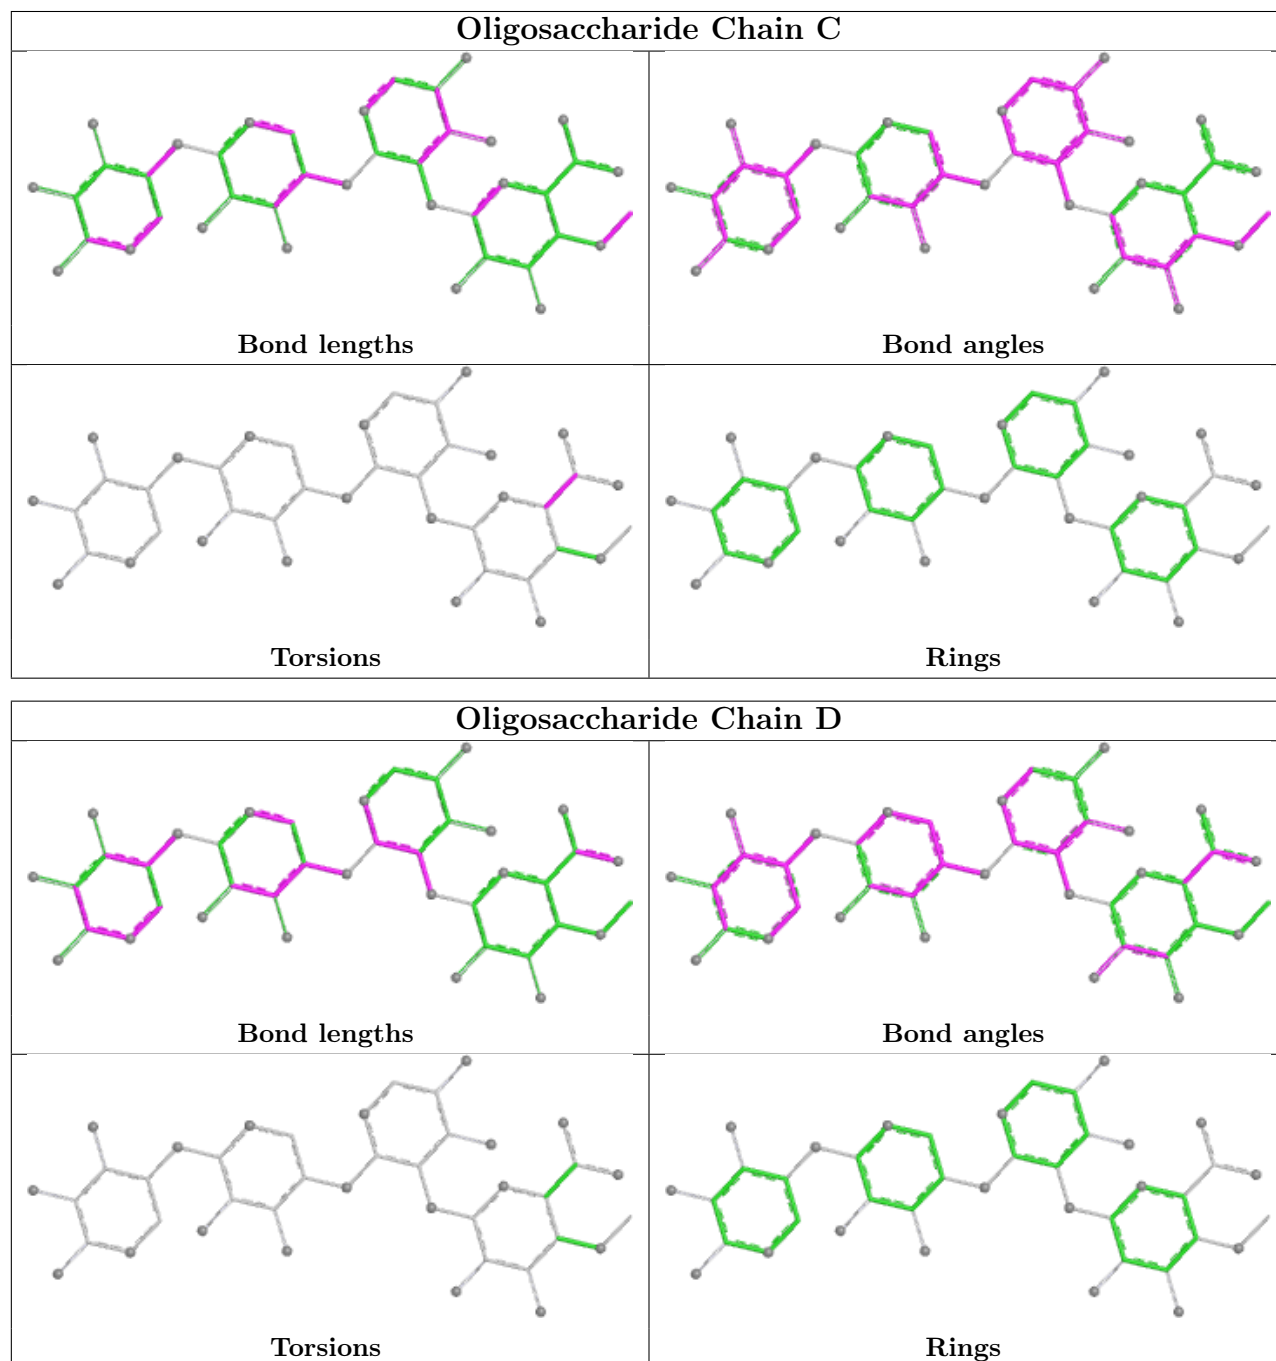 Oligosaccharide Chain C
Bond lengths
Bond angles
Torsions
Rings
Oligosaccharide Chain D
Bond lengths
Bond angles
Torsions
Rings